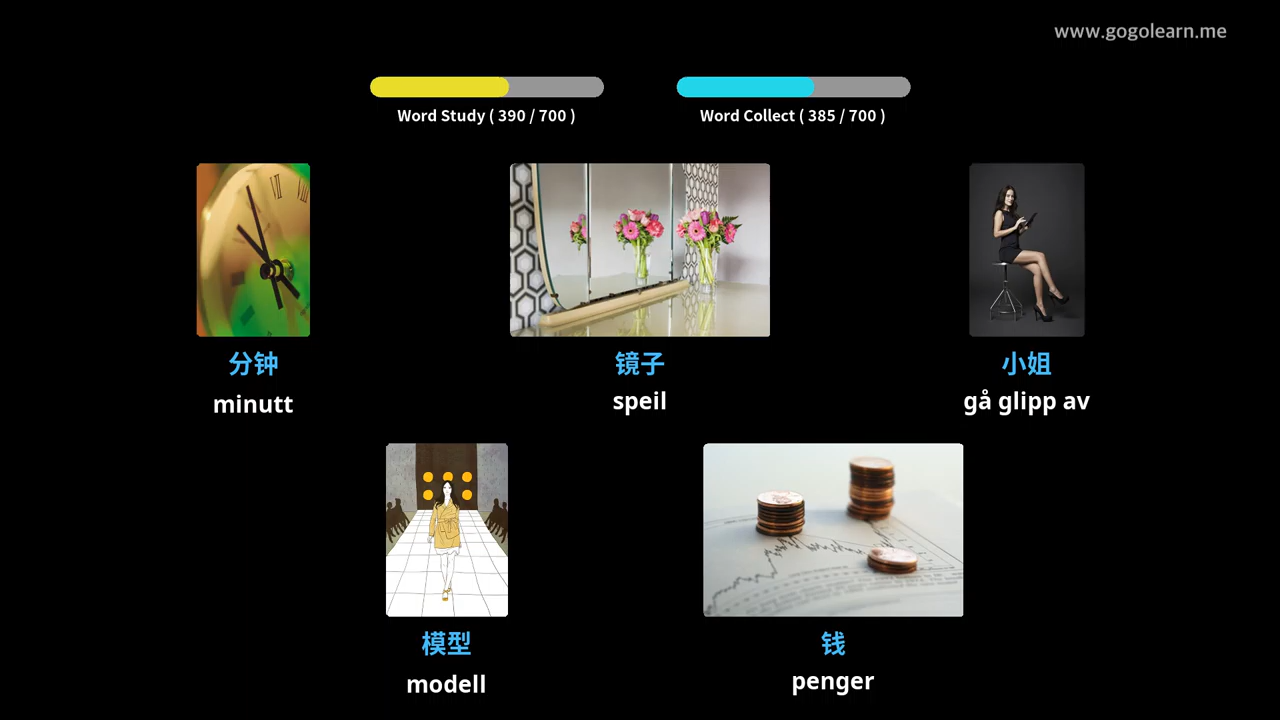 www.gogolearn.me
Word Study ( 390 / 700 )
Word Collect ( 385 / 700 )
分钟
minutt
镜子
speil
小姐
gå glipp av
模型
modell
钱
penger